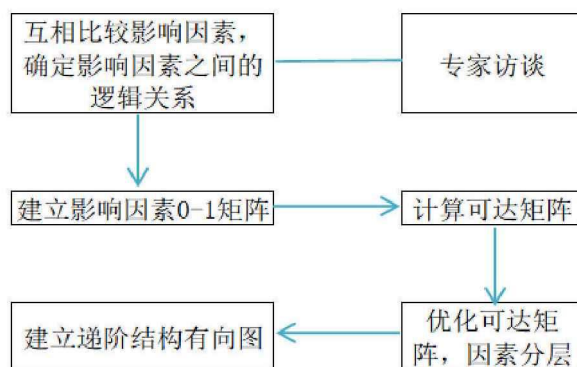 互相比较影响因素，
确定影响因素之间的
逻辑关系
专家访谈
建立影响因素0-1矩阵
计算可达矩阵
建立递阶结构有向图
优化可达矩
阵，因素分层